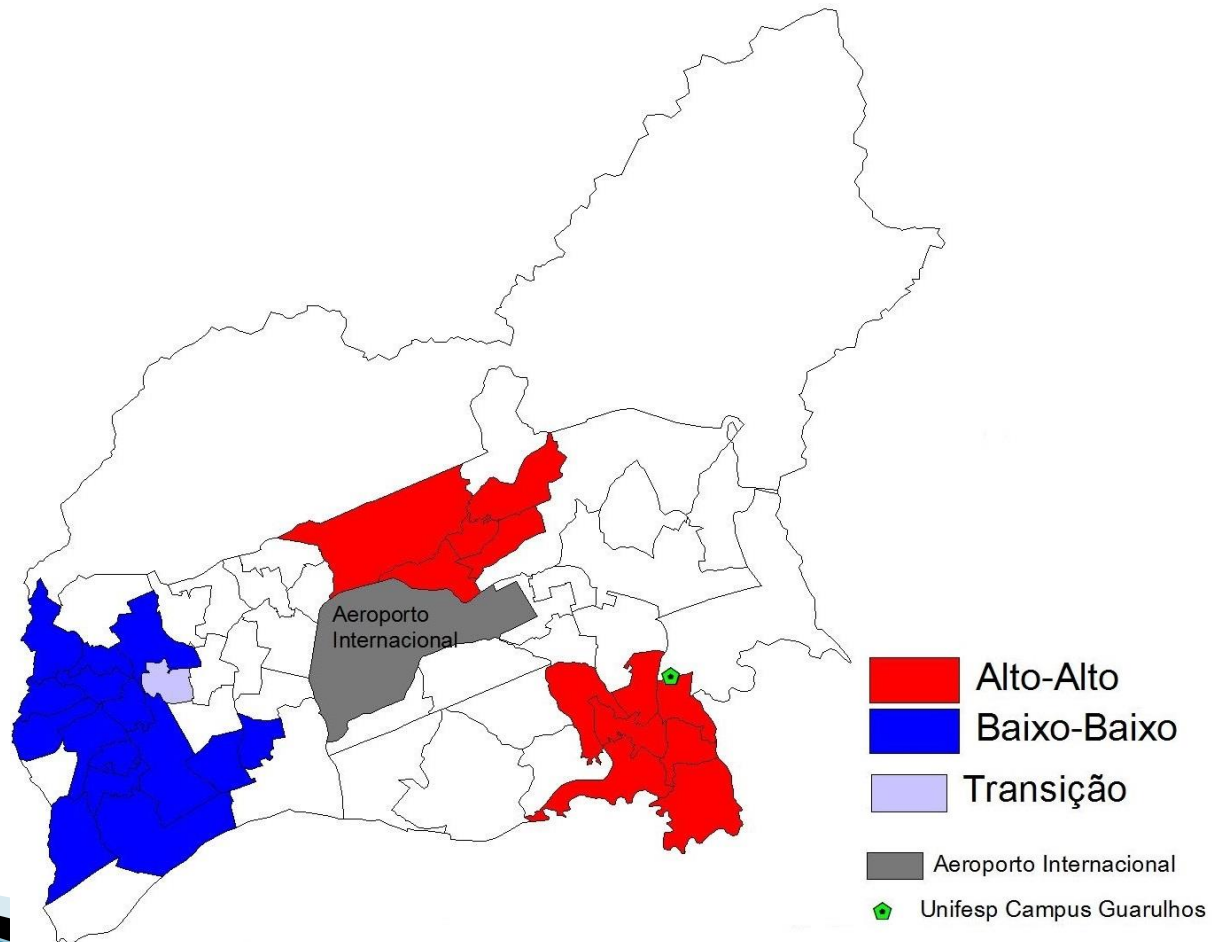 Aeroporto
Internacional
Alto-Alto
Baixo-Baixo
Transição
Aeroporto Internacional
Unifesp Campus Guarulhos